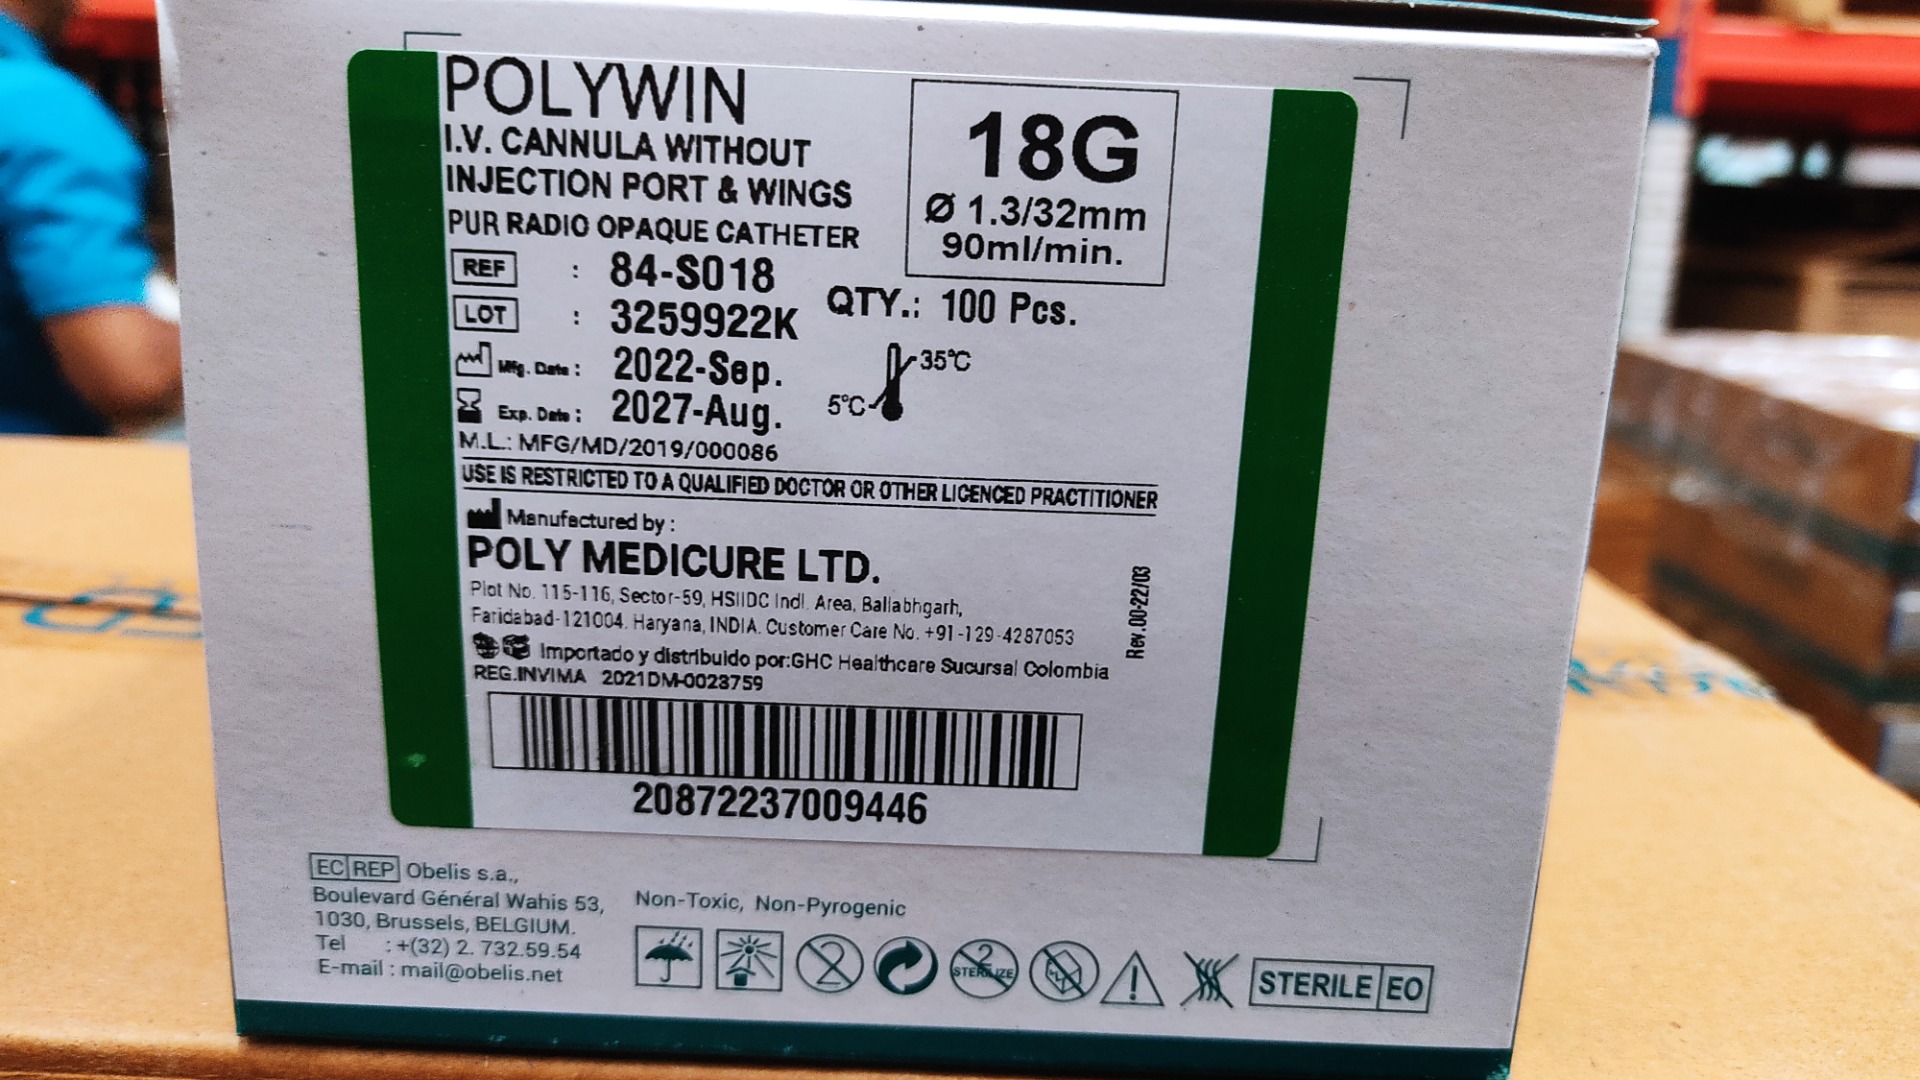 POLYWIN
I.V. CANNULA WITHOUT
INJECTION PORT & WINGS
PUR RADIO OPAQUE CATHETER
18G
Ø 1.3/32mm
90ml/min.
REF : 84-S018
LOT : 3259922K
QTY.: 100 Pcs.
Mfg. Date : 2022-Sep.
Exp. Date : 2027-Aug.
35°C
5°C
M.L.: MFG/MD/2019/000086
USE IS RESTRICTED TO A QUALIFIED DOCTOR OR OTHER LICENCED PRACTITIONER
Manufactured by :
POLY MEDICURE LTD.
Plot No. 115-116, Sector-59, HSIIDC Indl. Area, Ballabhgarh,
Faridabad-121004. Haryana, INDIA. Customer Care No. +91-129-4287053
Importado y distribuido por:GHC Healthcare Sucursal Colombia
REG.INVIMA 2021DM-0023759
Rev.00-22/03
20872237009446
EC REP Obelis s.a.,
Boulevard Général Wahis 53,
1030, Brussels, BELGIUM.
Tel : +(32) 2. 732.59.54
E-mail : mail@obelis.net
Non-Toxic, Non-Pyrogenic
2
2
STERILIZE
STERILE EO